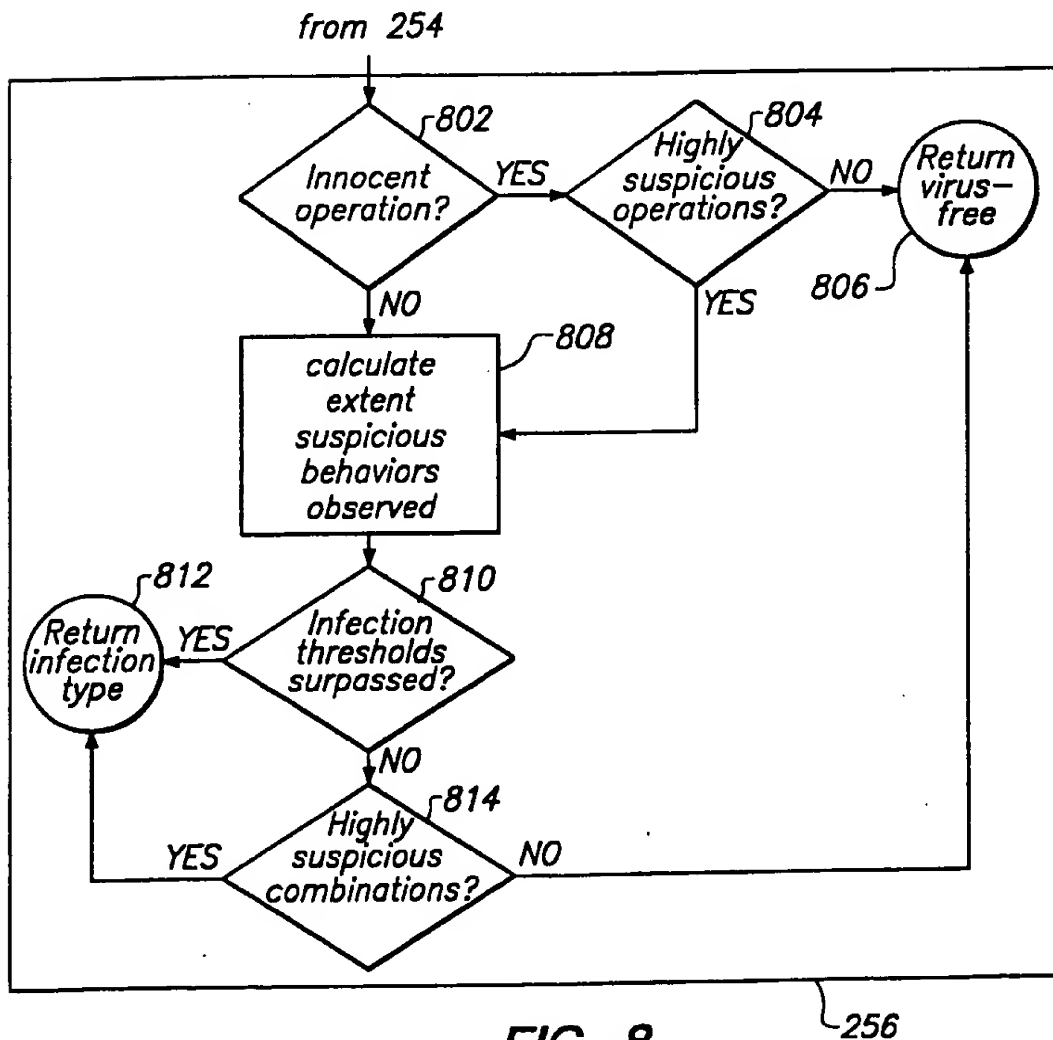 from 254
802
Innocent
operation?
YES
804
Highly
suspicious
operations?
NO
Return
virus-
free
806
NO
YES
808
calculate
extent
suspicious
behaviors
observed
812
Return
infection
type
YES
810
Infection
thresholds
surpassed?
NO
814
Highly
suspicious
combinations?
YES
NO
256
FIG. 8